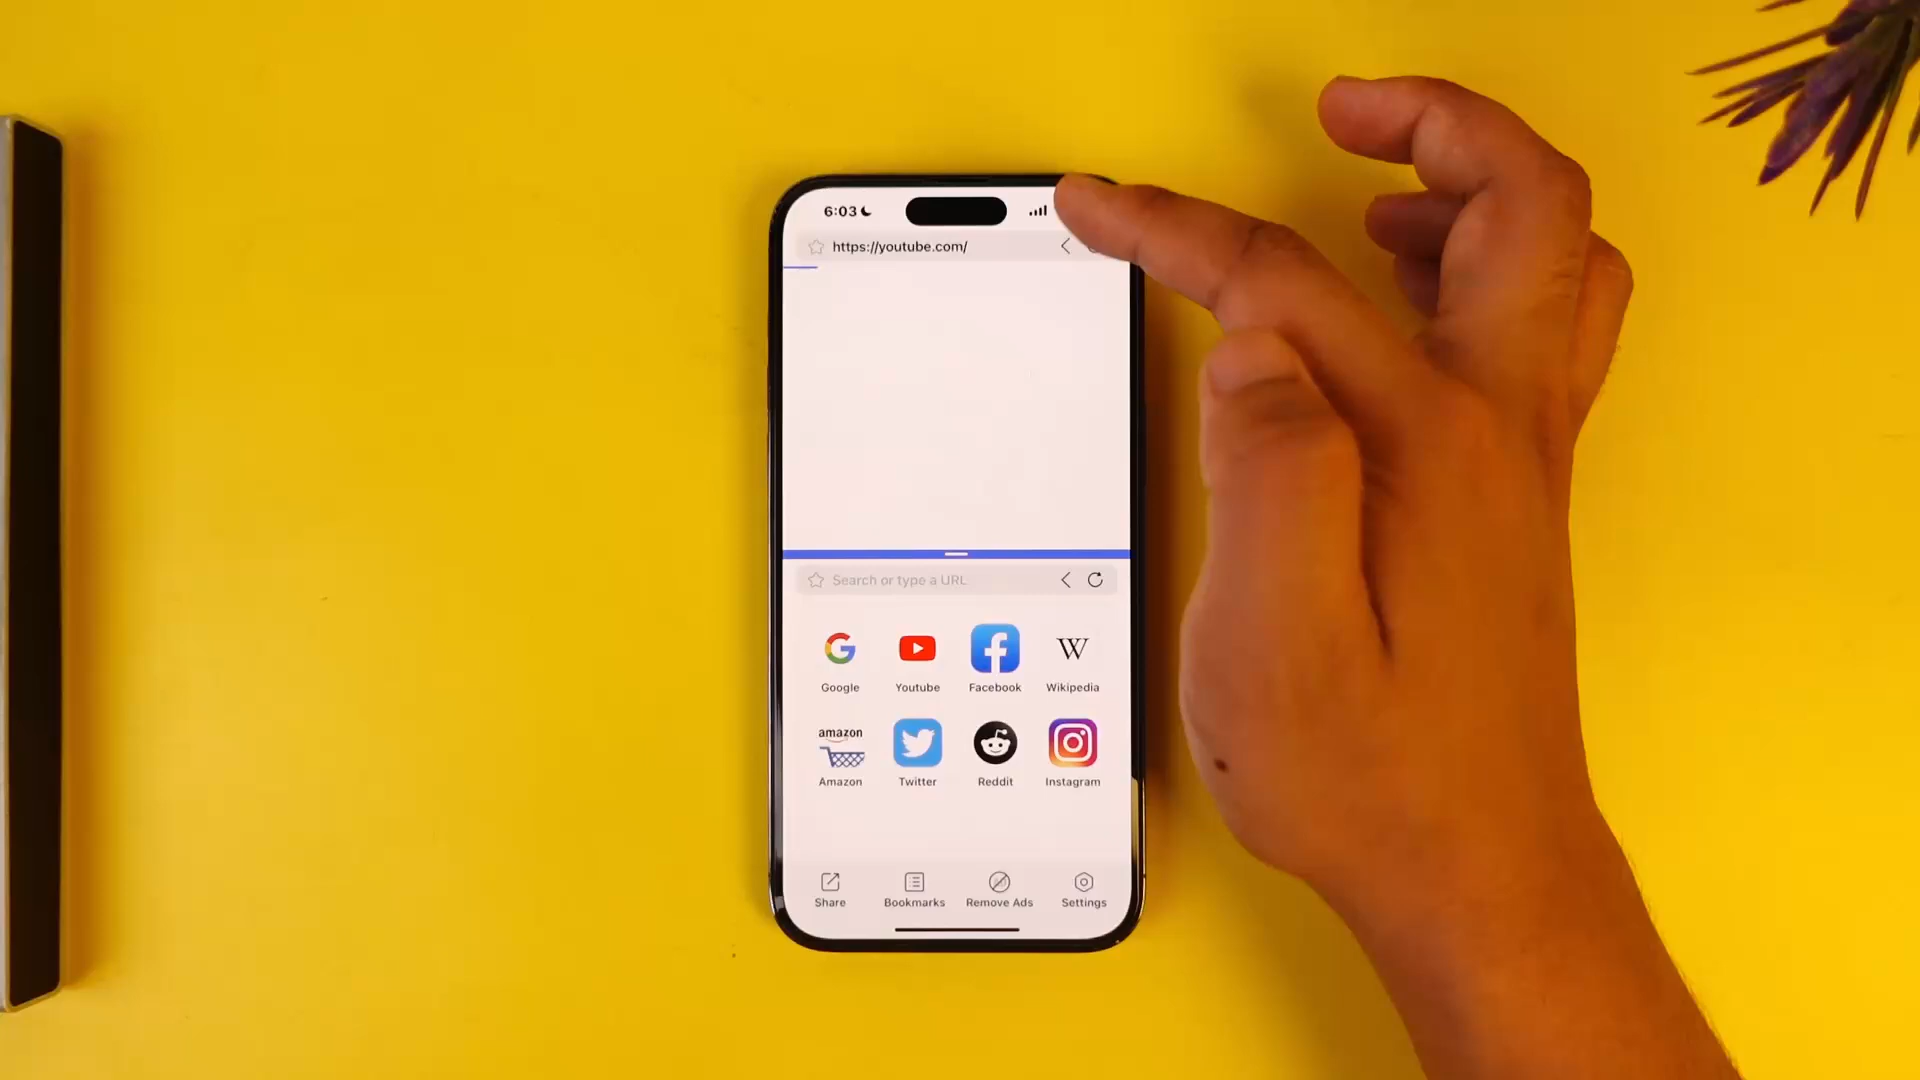 6:03
https://youtube.com/
Search or type a URL
Google Youtube Facebook Wikipedia
amazon
Amazon Twitter Reddit Instagram
Share Bookmarks Remove Ads Settings